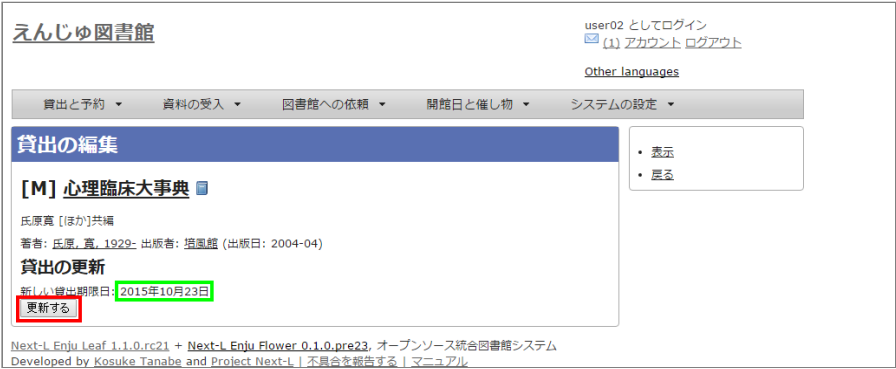 えんじゅ図書館
user02 としてログイン
(1) アカウント ログアウト
Other languages
貸出と予約 ▼ 資料の受入 ▼ 図書館への依頼 ▼ 開館日と催し物 ▼ システムの設定 ▼
貸出の編集
[M] 心理臨床大事典
氏原寛 [ほか]共編
著者: 氏原, 寛, 1929- 出版者: 培風館 (出版日: 2004-04)
貸出の更新
新しい貸出期限日: 2015年10月23日
更新する
• 表示
• 戻る
Next-L Enju Leaf 1.1.0.rc21 + Next-L Enju Flower 0.1.0.pre23, オープンソース統合図書館システム
Developed by Kosuke Tanabe and Project Next-L | 不具合を報告する | マニュアル